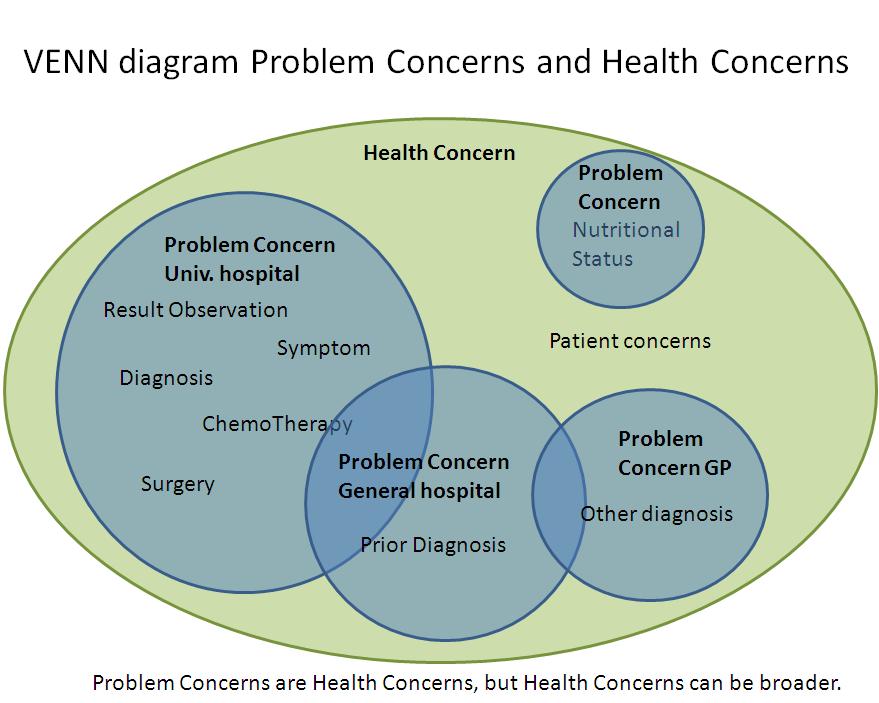 VENN diagram Problem Concerns and Health Concerns
Health Concern
Problem
Concern
Nutritional
Status
Problem Concern
Univ. hospital
Result Observation
Symptom
Diagnosis
ChemoTherapy
Surgery
Patient concerns
Problem Concern
General hospital
Prior Diagnosis
Problem
Concern GP
Other diagnosis
Problem Concerns are Health Concerns, but Health Concerns can be broader.